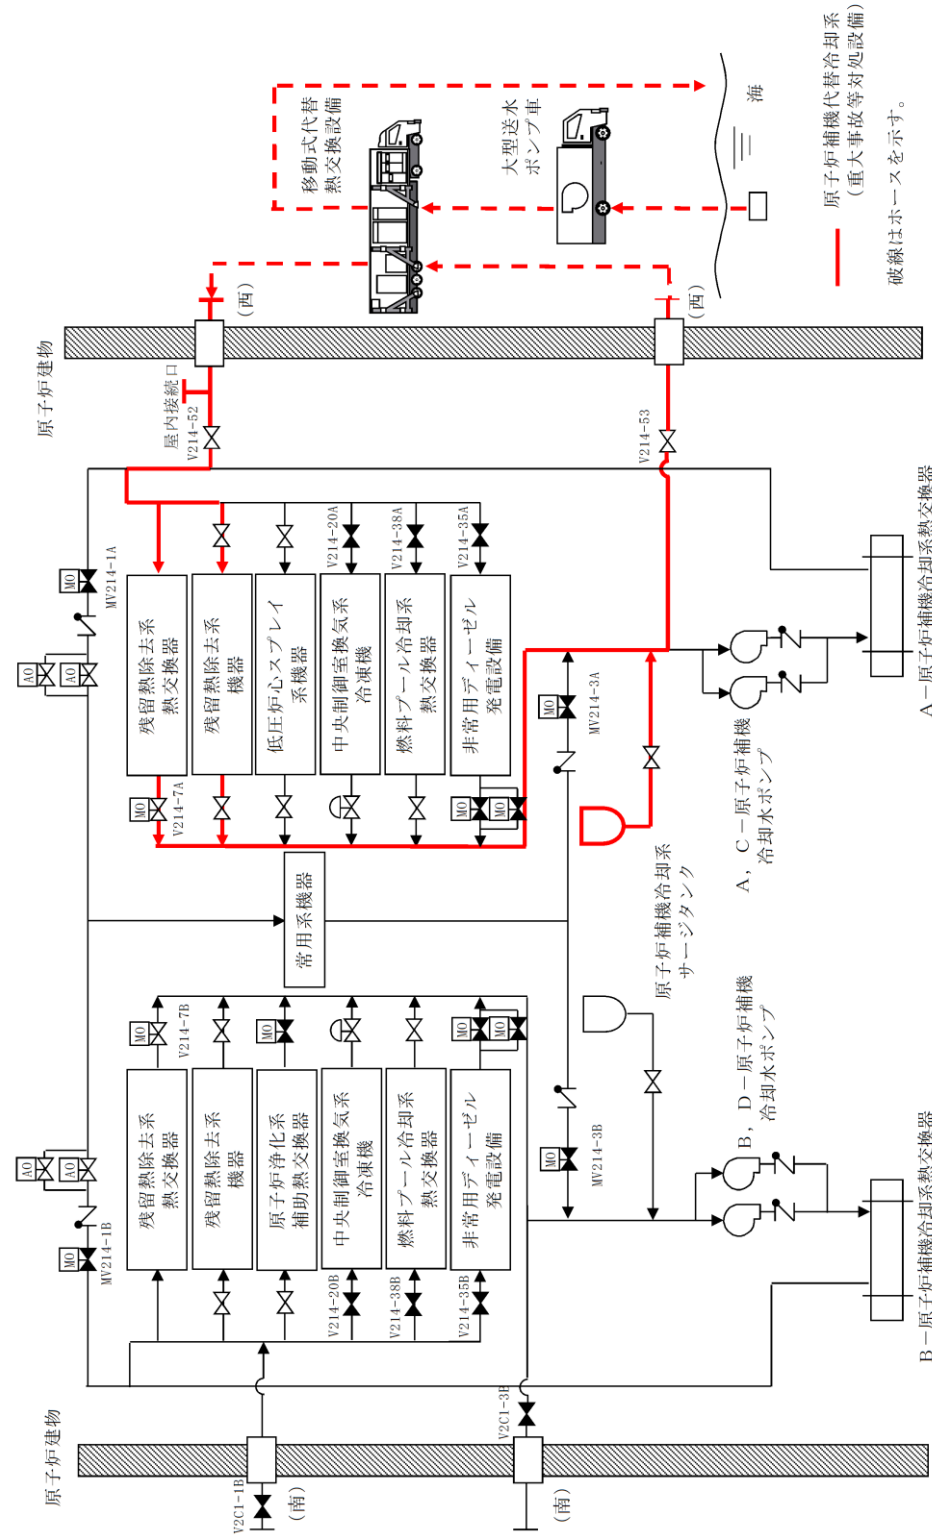 原子炉建物
V2C1-1B
(南)
V2C1-3B
(南)
MO
MV214-1B
AO
AO
残留熱除去系
熱交換器
残留熱除去系
機器
原子炉浄化系
補助熱交換器
中央制御室換気系
冷凍機
燃料プール冷却系
熱交換器
非常用ディーゼル
発電設備
V214-20B
V214-38B
V214-35B
MO
V214-7B
MO
MO
MO
常用系機器
MO
MV214-3B
原子炉補機冷却系
サージタンク
B, D－原子炉補機
冷却水ポンプ
B－原子炉補機冷却系熱交換器
AO
AO
MO
MV214-1A
MO
V214-7A
残留熱除去系
熱交換器
残留熱除去系
機器
低圧炉心スプレイ
系機器
中央制御室換気系
冷凍機
燃料プール冷却系
熱交換器
非常用ディーゼル
発電設備
MO
MO
V214-20A
V214-38A
V214-35A
MO
MV214-3A
A, C－原子炉補機
冷却水ポンプ
A－原子炉補機冷却系熱交換器
原子炉建物
屋内接続口
V214-52
V214-53
(西)
(西)
移動式代替
熱交換設備
大型送水
ポンプ車
海
原子炉補機代替冷却系
(重大事故等対処設備)
破線はホースを示す。